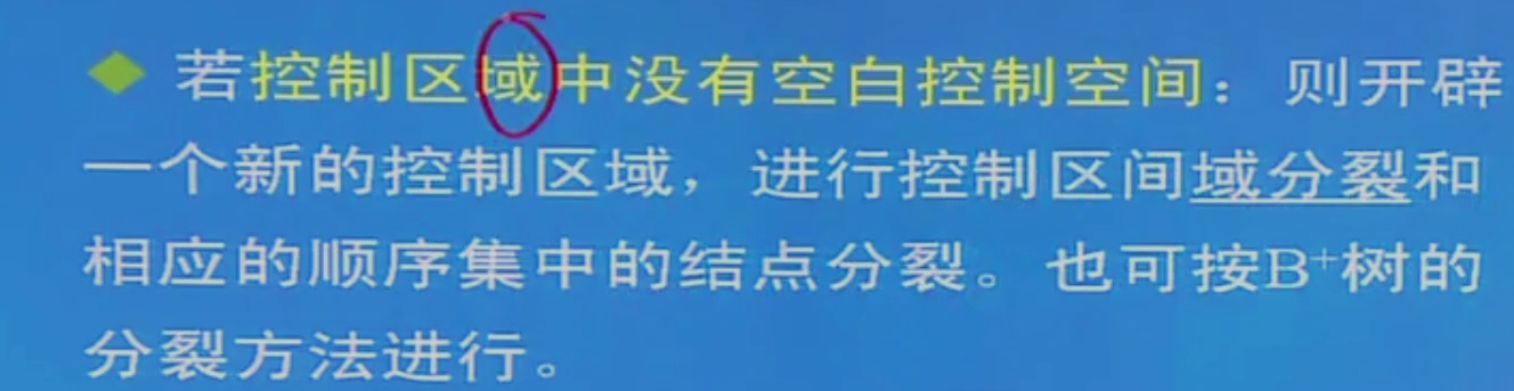 若控制区域中没有空白控制空间：则开辟
一个新的控制区域，进行控制区间域分裂和
相应的顺序集中的结点分裂。也可按B⁺树的
分裂方法进行。